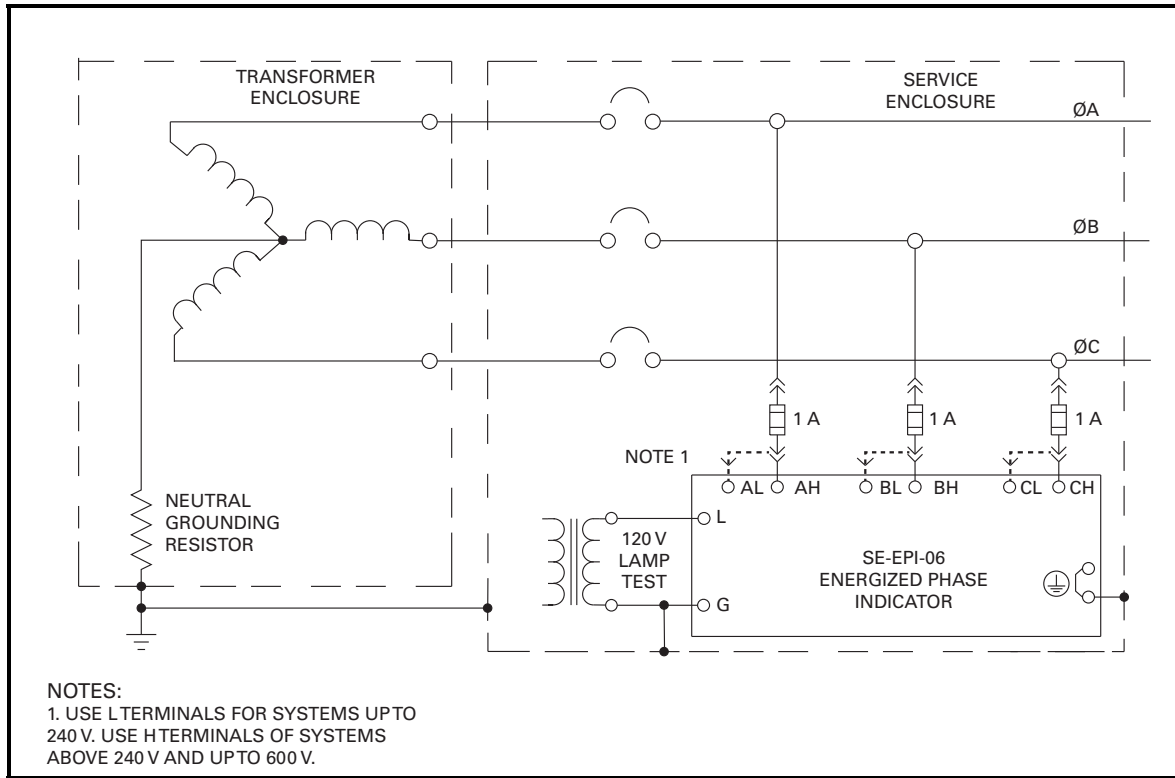 TRANSFORMER
ENCLOSURE
SERVICE
ENCLOSURE
ØA
ØB
ØC
1 A
1 A
1 A
NOTE 1
AL
AH
BL
BH
CL
CH
NEUTRAL
GROUNDING
RESISTOR
L
120 V
LAMP
TEST
G
SE-EPI-06
ENERGIZED PHASE
INDICATOR
NOTES:
1. USE L TERMINALS FOR SYSTEMS UP TO
240 V. USE H TERMINALS OF SYSTEMS
ABOVE 240 V AND UP TO 600 V.